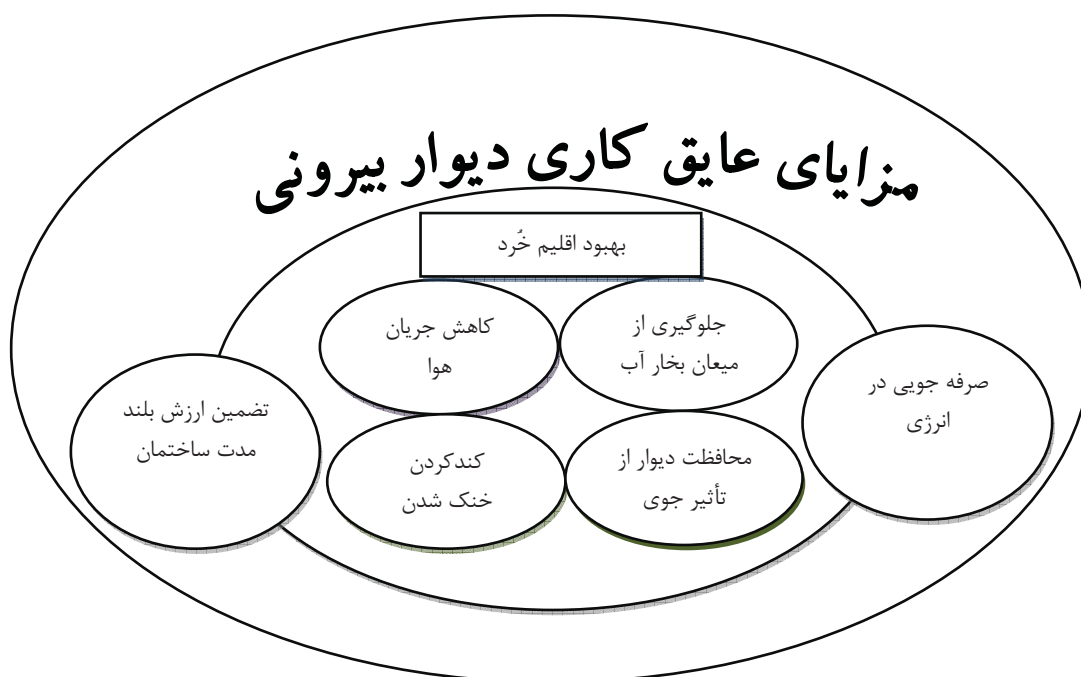 مزایای عایق کاری دیوار بیرونی
بهبود اقلیم خُرد
جلوگیری از
میعان بخار آب
کاهش جریان
هوا
صرفه جویی در
انرژی
تضمین ارزش بلند
مدت ساختمان
محافظت دیوار از
تأثیر جوی
کندکردن
خنک شدن